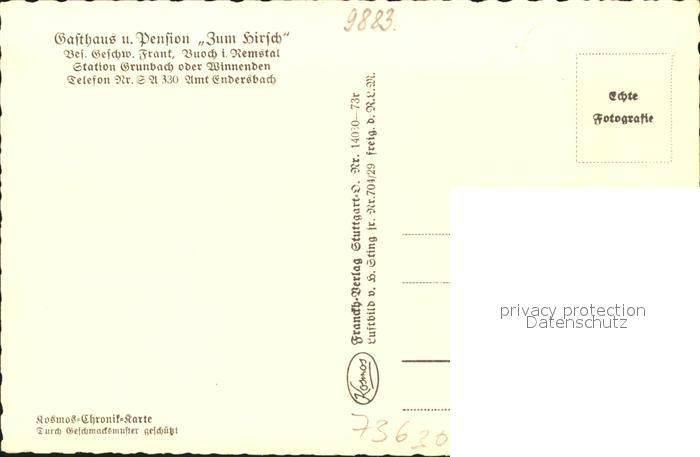 9883.
Gasthaus u. Pension „Zum Hirsch“
Bes. Geschw. Frank, Buoch i. Remstal
Station Grunbach oder Winnenden
Telefon Nr. S A 330 Amt Endersbach
Echte
Fotografie
Franckh-Verlag Stuttgart-O. Nr. 14030—73r
Luftbild v. H. Sting jr. Nr. 704/29 freig. d. R.L.M.
Kosmos
privacy protection
Datenschutz
Kosmos-Chronik-Karte
Durch Geschmacksmuster geschützt
73630